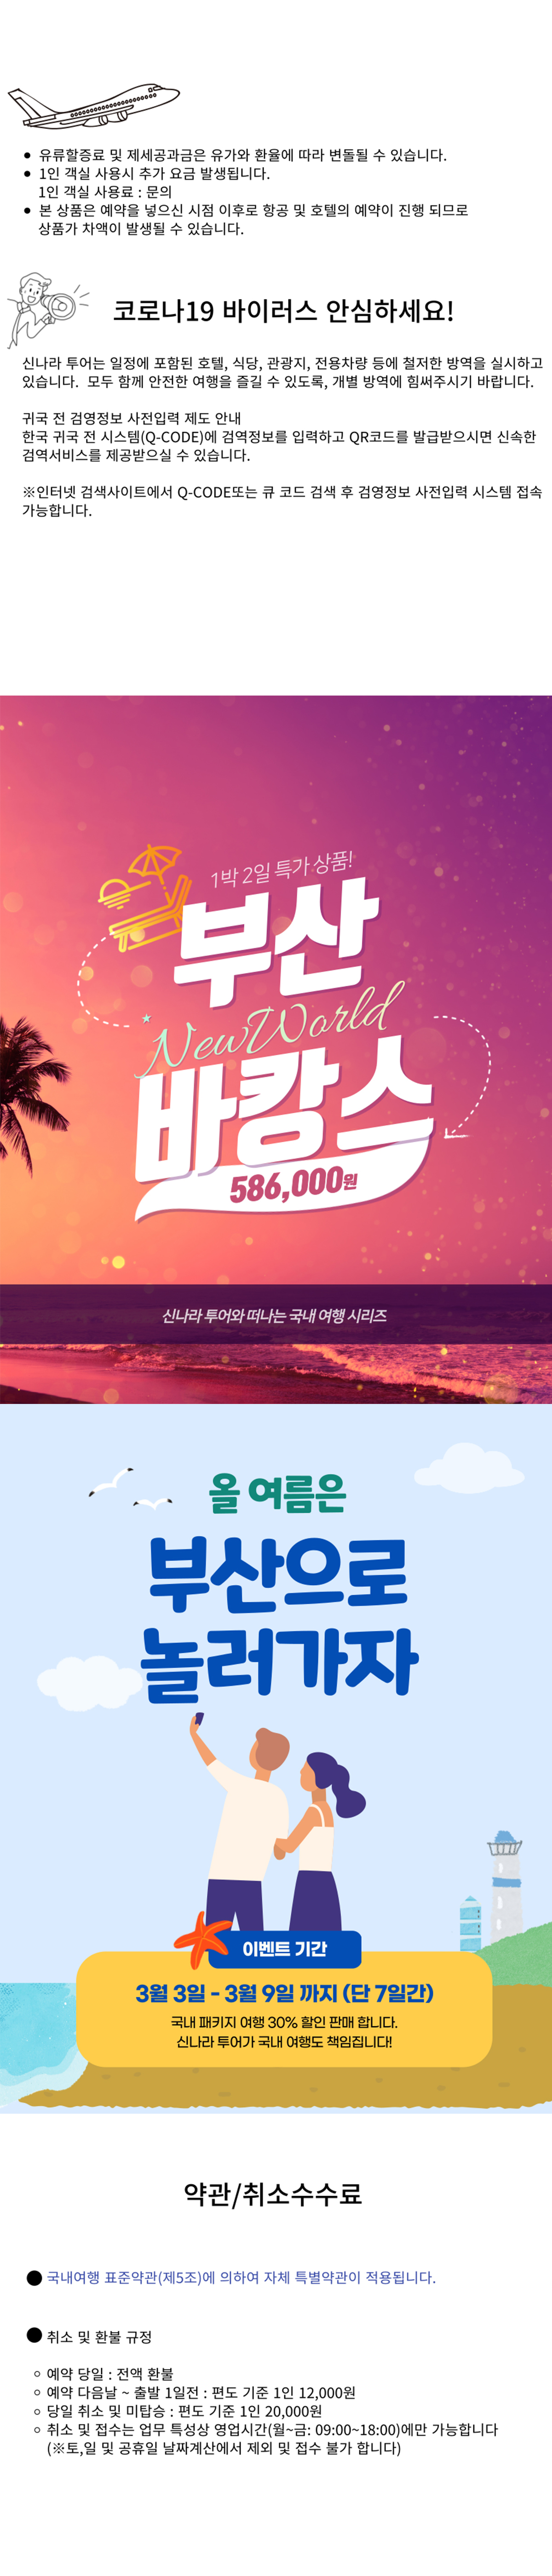 ● 유류할증료 및 제세공과금은 유가와 환율에 따라 변돌될 수 있습니다.
● 1인 객실 사용시 추가 요금 발생됩니다.
1인 객실 사용료 : 문의
● 본 상품은 예약을 넣으신 시점 이후로 항공 및 호텔의 예약이 진행 되므로
상품가 차액이 발생될 수 있습니다.
코로나19 바이러스 안심하세요!
신나라 투어는 일정에 포함된 호텔, 식당, 관광지, 전용차량 등에 철저한 방역을 실시하고
있습니다. 모두 함께 안전한 여행을 즐길 수 있도록, 개별 방역에 힘써주시기 바랍니다.
귀국 전 검영정보 사전입력 제도 안내
한국 귀국 전 시스템(Q-CODE)에 검역정보를 입력하고 QR코드를 발급받으시면 신속한
검역서비스를 제공받으실 수 있습니다.
※인터넷 검색사이트에서 Q-CODE또는 큐 코드 검색 후 검영정보 사전입력 시스템 접속
가능합니다.
1박 2일 특가 상품!
부산
New World
바캉스
586,000원
신나라 투어와 떠나는 국내 여행 시리즈
올 여름은
부산으로
놀러가자
이벤트 기간
3월 3일 - 3월 9일 까지 (단 7일간)
국내 패키지 여행 30% 할인 판매 합니다.
신나라 투어가 국내 여행도 책임집니다!
약관/취소수수료
● 국내여행 표준약관(제5조)에 의하여 자체 특별약관이 적용됩니다.
● 취소 및 환불 규정
○ 예약 당일 : 전액 환불
○ 예약 다음날 ~ 출발 1일전 : 편도 기준 1인 12,000원
○ 당일 취소 및 미탑승 : 편도 기준 1인 20,000원
○ 취소 및 접수는 업무 특성상 영업시간(월~금: 09:00~18:00)에만 가능합니다
(※토,일 및 공휴일 날짜계산에서 제외 및 접수 불가 합니다)